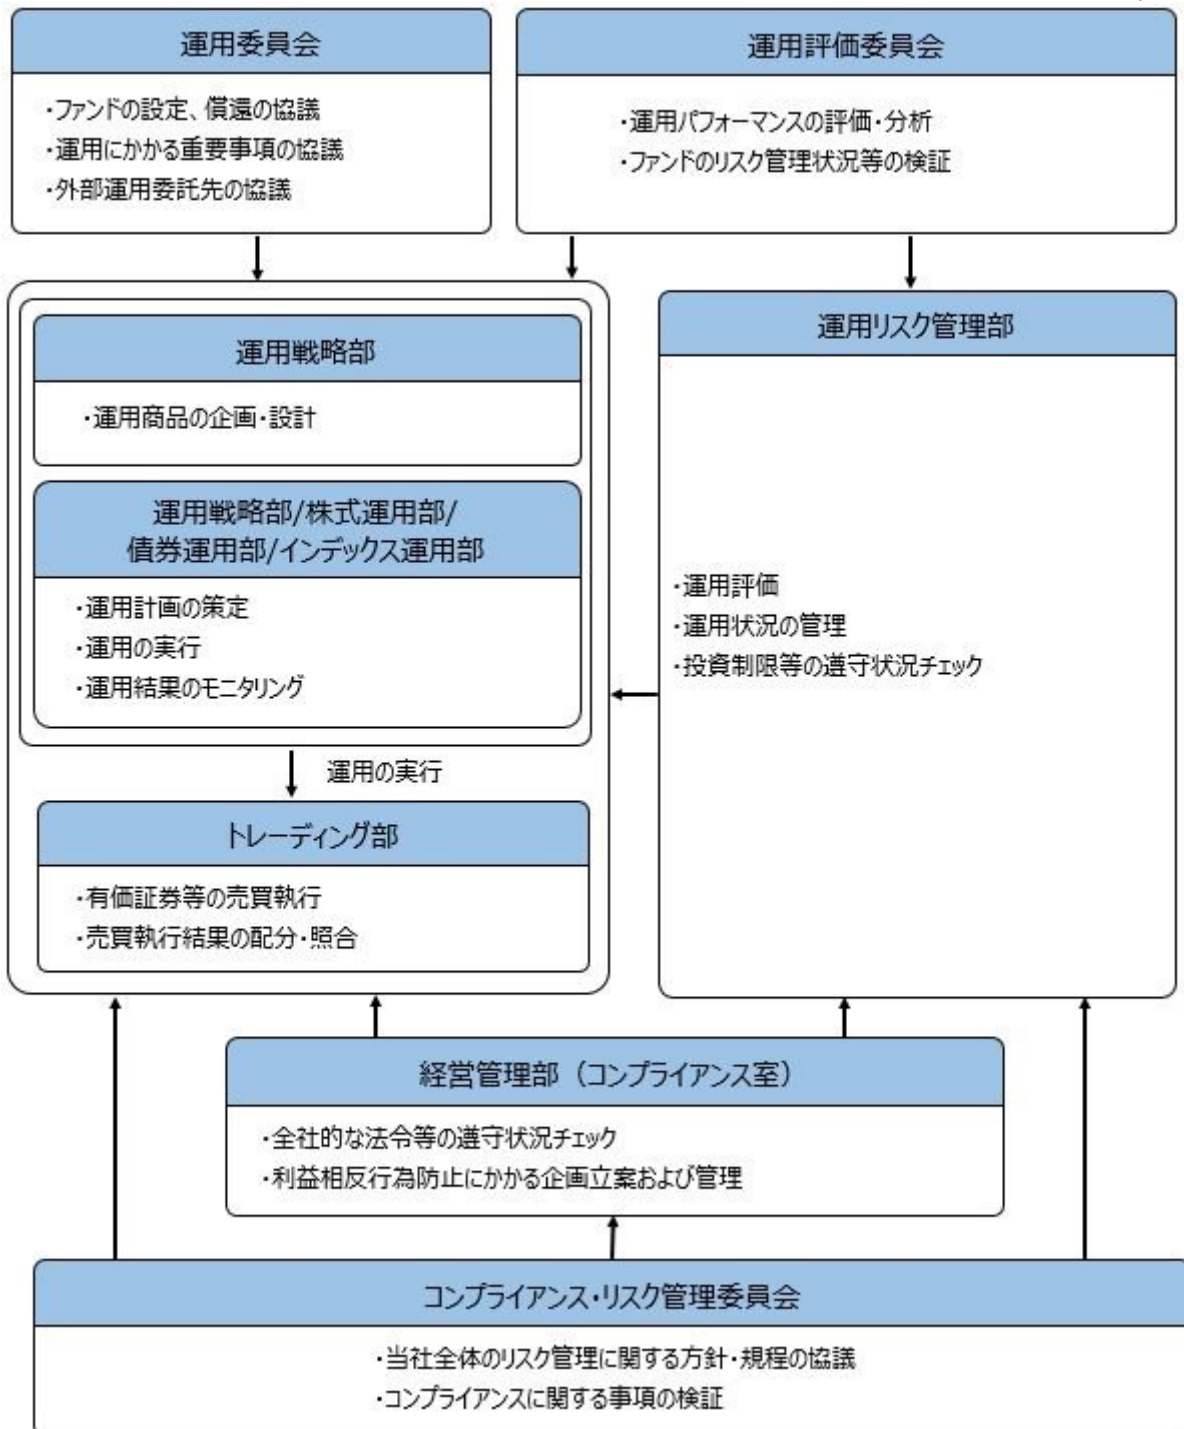 運用委員会
・ファンドの設定、償還の協議
・運用にかかる重要事項の協議
・外部運用委託先の協議
運用評価委員会
・運用パフォーマンスの評価・分析
・ファンドのリスク管理状況等の検証
運用戦略部
・運用商品の企画・設計
運用戦略部/株式運用部/
債券運用部/インデックス運用部
・運用計画の策定
・運用の実行
・運用結果のモニタリング
運用の実行
トレーディング部
・有価証券等の売買執行
・売買執行結果の配分・照合
運用リスク管理部
・運用評価
・運用状況の管理
・投資制限等の遵守状況チェック
経営管理部（コンプライアンス室）
・全社的な法令等の遵守状況チェック
・利益相反行為防止にかかる企画立案および管理
コンプライアンス・リスク管理委員会
・当社全体のリスク管理に関する方針・規程の協議
・コンプライアンスに関する事項の検証